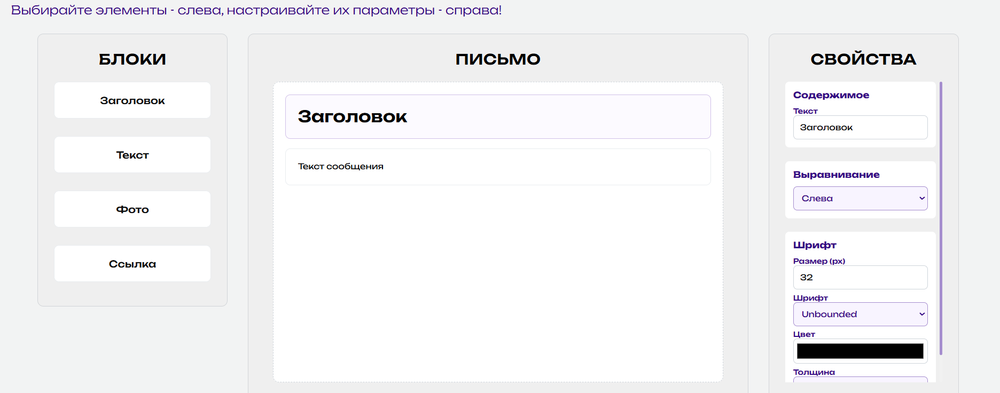 Выбирайте элементы - слева, настраивайте их параметры - справа!
БЛОКИ
Заголовок
Текст
Фото
Ссылка
ПИСЬМО
Заголовок
Текст сообщения
СВОЙСТВА
Содержимое
Текст
Заголовок
Выравнивание
Слева
Шрифт
Размер (px)
32
Шрифт
Unbounded
Цвет
Толщина